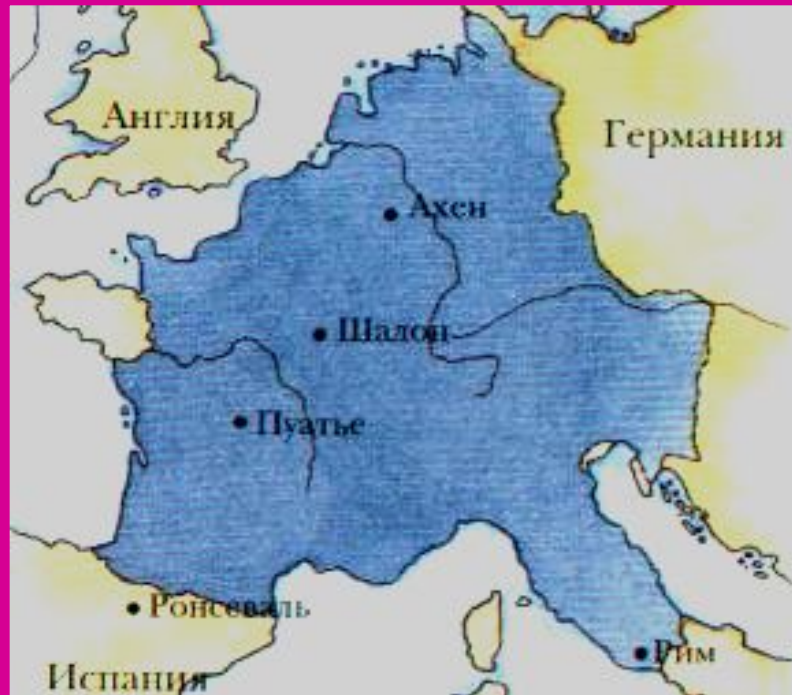 Англия
Германия
Ахен
Шалон
Пуатье
Ронсеваль
Рим
Испания